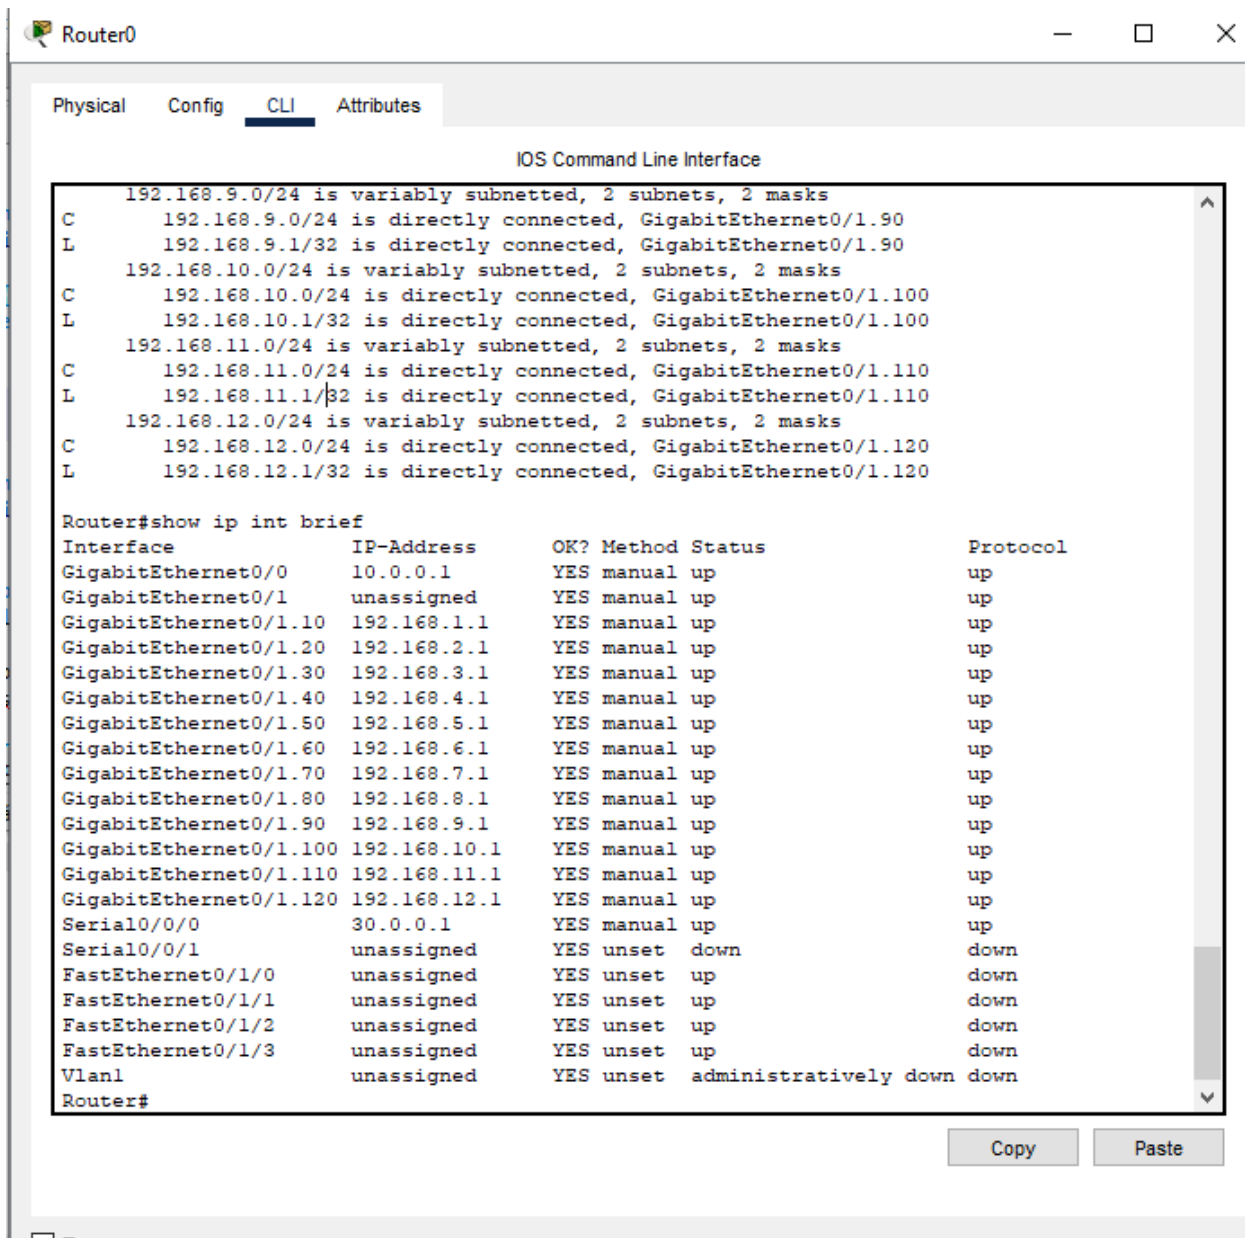 Router0
Physical Config CLI Attributes
IOS Command Line Interface
192.168.9.0/24 is variably subnetted, 2 subnets, 2 masks
C 192.168.9.0/24 is directly connected, GigabitEthernet0/1.90
L 192.168.9.1/32 is directly connected, GigabitEthernet0/1.90
192.168.10.0/24 is variably subnetted, 2 subnets, 2 masks
C 192.168.10.0/24 is directly connected, GigabitEthernet0/1.100
L 192.168.10.1/32 is directly connected, GigabitEthernet0/1.100
192.168.11.0/24 is variably subnetted, 2 subnets, 2 masks
C 192.168.11.0/24 is directly connected, GigabitEthernet0/1.110
L 192.168.11.1/32 is directly connected, GigabitEthernet0/1.110
192.168.12.0/24 is variably subnetted, 2 subnets, 2 masks
C 192.168.12.0/24 is directly connected, GigabitEthernet0/1.120
L 192.168.12.1/32 is directly connected, GigabitEthernet0/1.120
Router#show ip int brief
Interface IP-Address OK? Method Status Protocol
GigabitEthernet0/0 10.0.0.1 YES manual up up
GigabitEthernet0/1 unassigned YES manual up up
GigabitEthernet0/1.10 192.168.1.1 YES manual up up
GigabitEthernet0/1.20 192.168.2.1 YES manual up up
GigabitEthernet0/1.30 192.168.3.1 YES manual up up
GigabitEthernet0/1.40 192.168.4.1 YES manual up up
GigabitEthernet0/1.50 192.168.5.1 YES manual up up
GigabitEthernet0/1.60 192.168.6.1 YES manual up up
GigabitEthernet0/1.70 192.168.7.1 YES manual up up
GigabitEthernet0/1.80 192.168.8.1 YES manual up up
GigabitEthernet0/1.90 192.168.9.1 YES manual up up
GigabitEthernet0/1.100 192.168.10.1 YES manual up up
GigabitEthernet0/1.110 192.168.11.1 YES manual up up
GigabitEthernet0/1.120 192.168.12.1 YES manual up up
Serial0/0/0 30.0.0.1 YES manual up up
Serial0/0/1 unassigned YES unset down down
FastEthernet0/1/0 unassigned YES unset up down
FastEthernet0/1/1 unassigned YES unset up down
FastEthernet0/1/2 unassigned YES unset up down
FastEthernet0/1/3 unassigned YES unset up down
Vlan1 unassigned YES unset administratively down down
Router#
Copy Paste